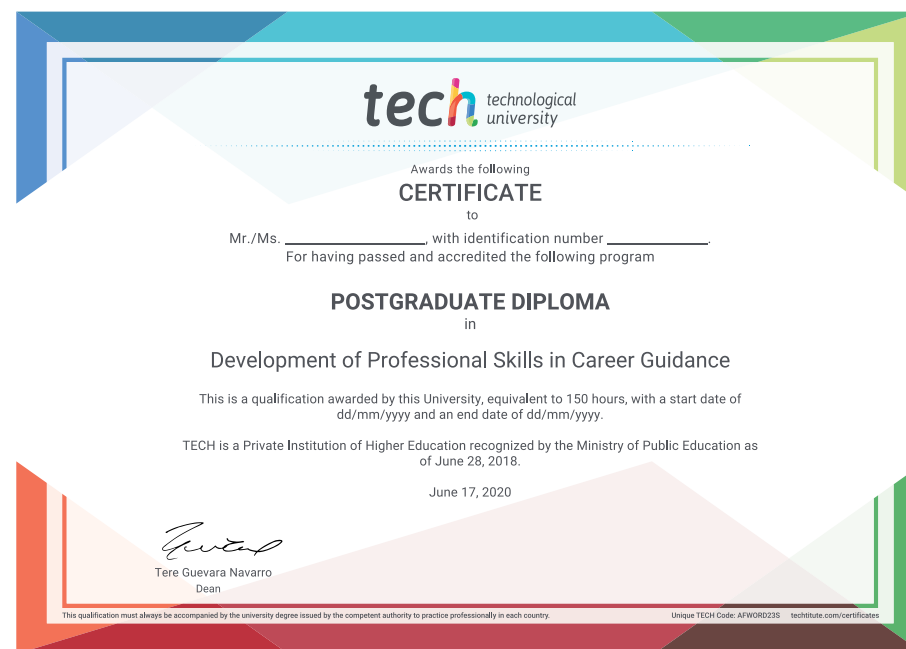 tech technological
university
Awards the following
CERTIFICATE
to
Mr./Ms. ____________________, with identification number ______________.
For having passed and accredited the following program
POSTGRADUATE DIPLOMA
in
Development of Professional Skills in Career Guidance
This is a qualification awarded by this University, equivalent to 150 hours, with a start date of
dd/mm/yyyy and an end date of dd/mm/yyyy.
TECH is a Private Institution of Higher Education recognized by the Ministry of Public Education as
of June 28, 2018.
June 17, 2020
Tere Guevara Navarro
Dean
This qualification must always be accompanied by the university degree issued by the competent authority to practice professionally in each country.
Unique TECH Code: AFWORD23S techtitute.com/certificates